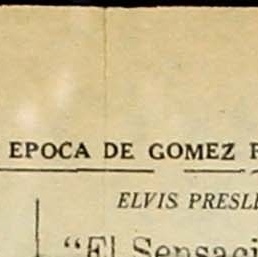 EPOCA DE GOMEZ
ELVIS PRESL
"El Sensaci